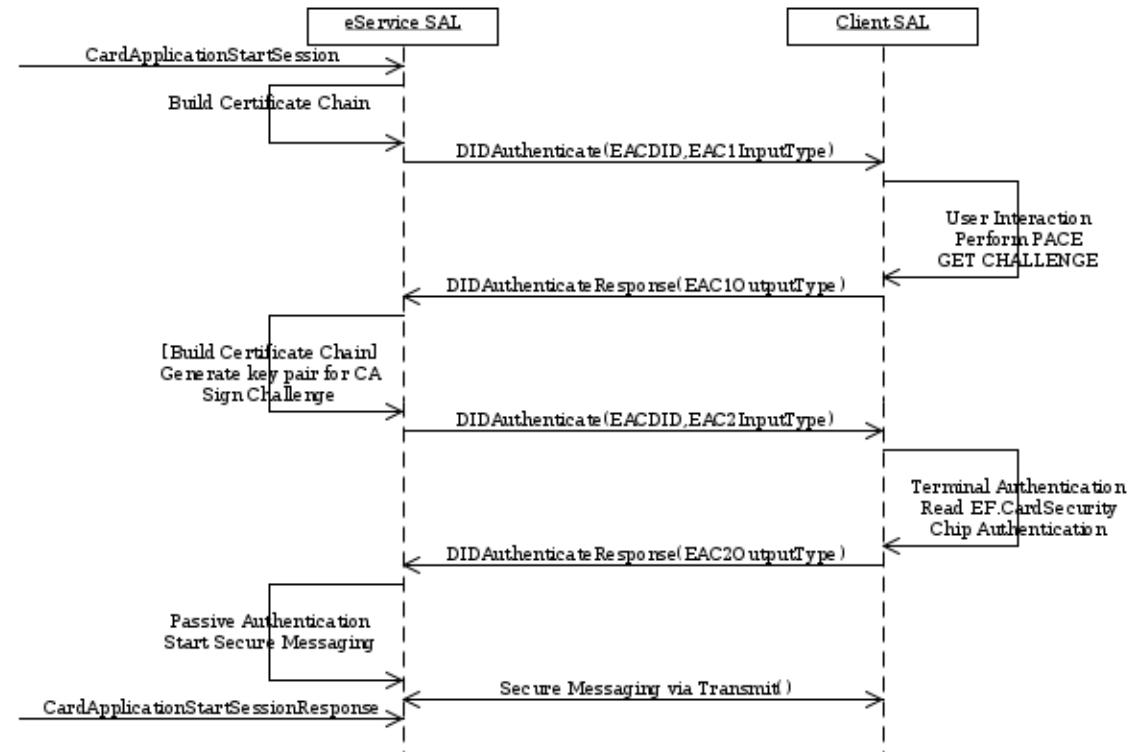 eService SAL
Client SAL
CardApplicationStartSession
Build Certificate Chain
DIDAuthenticate(EACDID,EAC1InputType)
User Interaction
Perform PACE
GET CHALLENGE
DIDAuthenticateResponse(EAC1OutputType)
[Build Certificate Chain]
Generate key pair for CA
Sign Challenge
DIDAuthenticate(EACDID,EAC2InputType)
Terminal Authentication
Read EF.CardSecurity
Chip Authentication
DIDAuthenticateResponse(EAC2OutputType)
Passive Authentication
Start Secure Messaging
Secure Messaging via Transmit()
CardApplicationStartSessionResponse